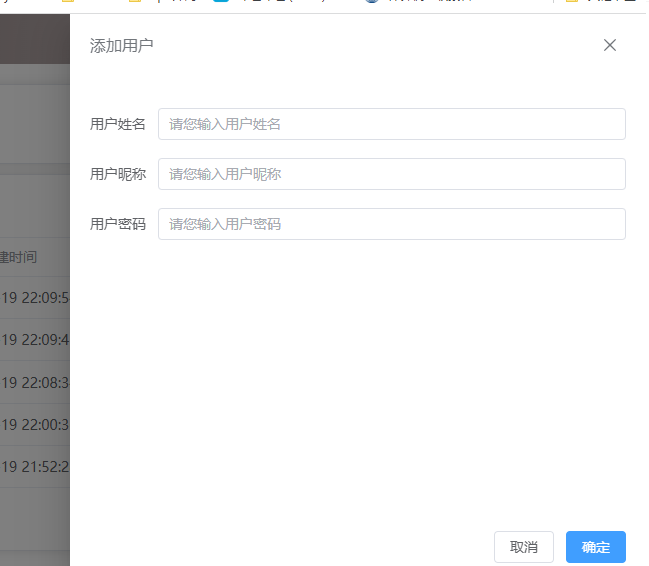 添加用户
用户姓名 请您输入用户姓名
用户昵称 请您输入用户昵称
用户密码 请您输入用户密码
建时间
19 22:09:5
19 22:09:4
19 22:08:3
19 22:00:3
19 21:52:2
取消 确定